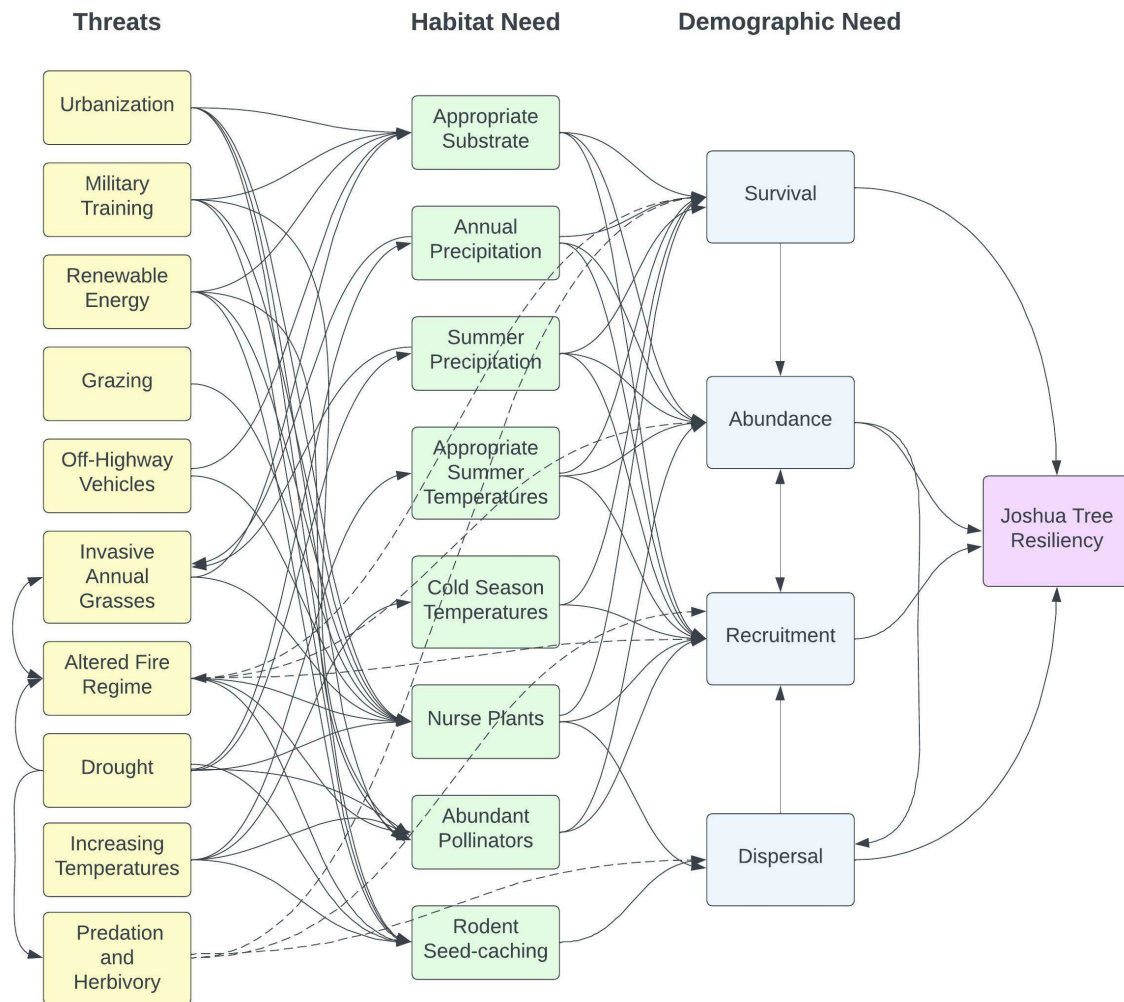 Threats
Habitat Need
Demographic Need
Urbanization
Military
Training
Renewable
Energy
Grazing
Off-Highway
Vehicles
Invasive
Annual
Grasses
Altered Fire
Regime
Drought
Increasing
Temperatures
Predation
and
Herbivory
Appropriate
Substrate
Annual
Precipitation
Summer
Precipitation
Appropriate
Summer
Temperatures
Cold Season
Temperatures
Nurse Plants
Abundant
Pollinators
Rodent
Seed-caching
Survival
Abundance
Recruitment
Dispersal
Joshua Tree
Resiliency